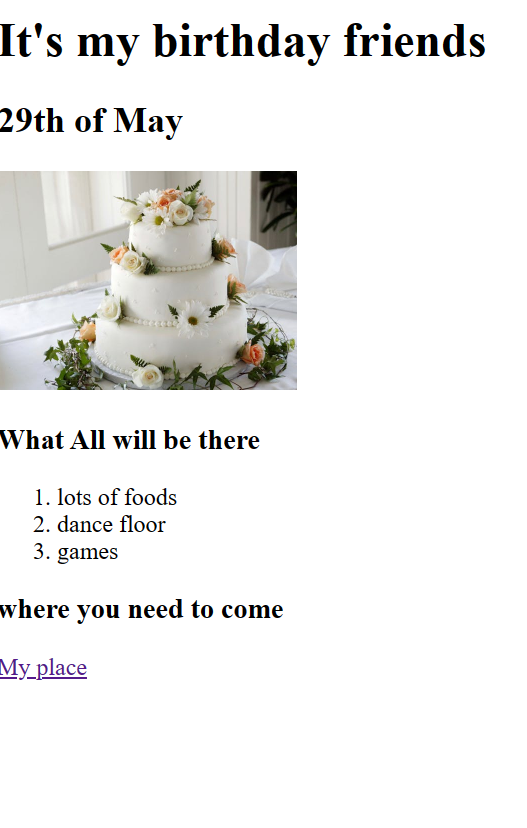 It's my birthday friends
29th of May
What All will be there
1. lots of foods
2. dance floor
3. games
where you need to come
My place